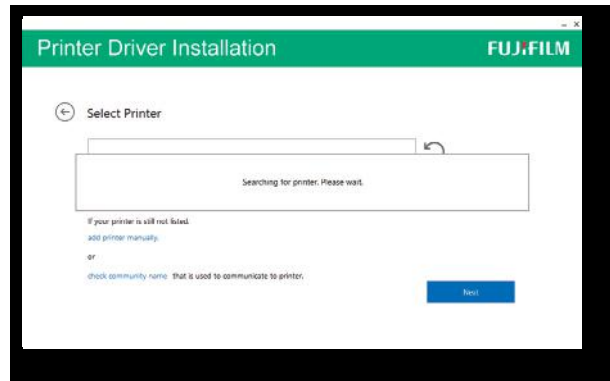 Printer Driver Installation
FUJIFILM
Select Printer
Searching for printer. Please wait.
If your printer is still not listed.
add printer manually.
or
check community name that is used to communicate to printer.
Next